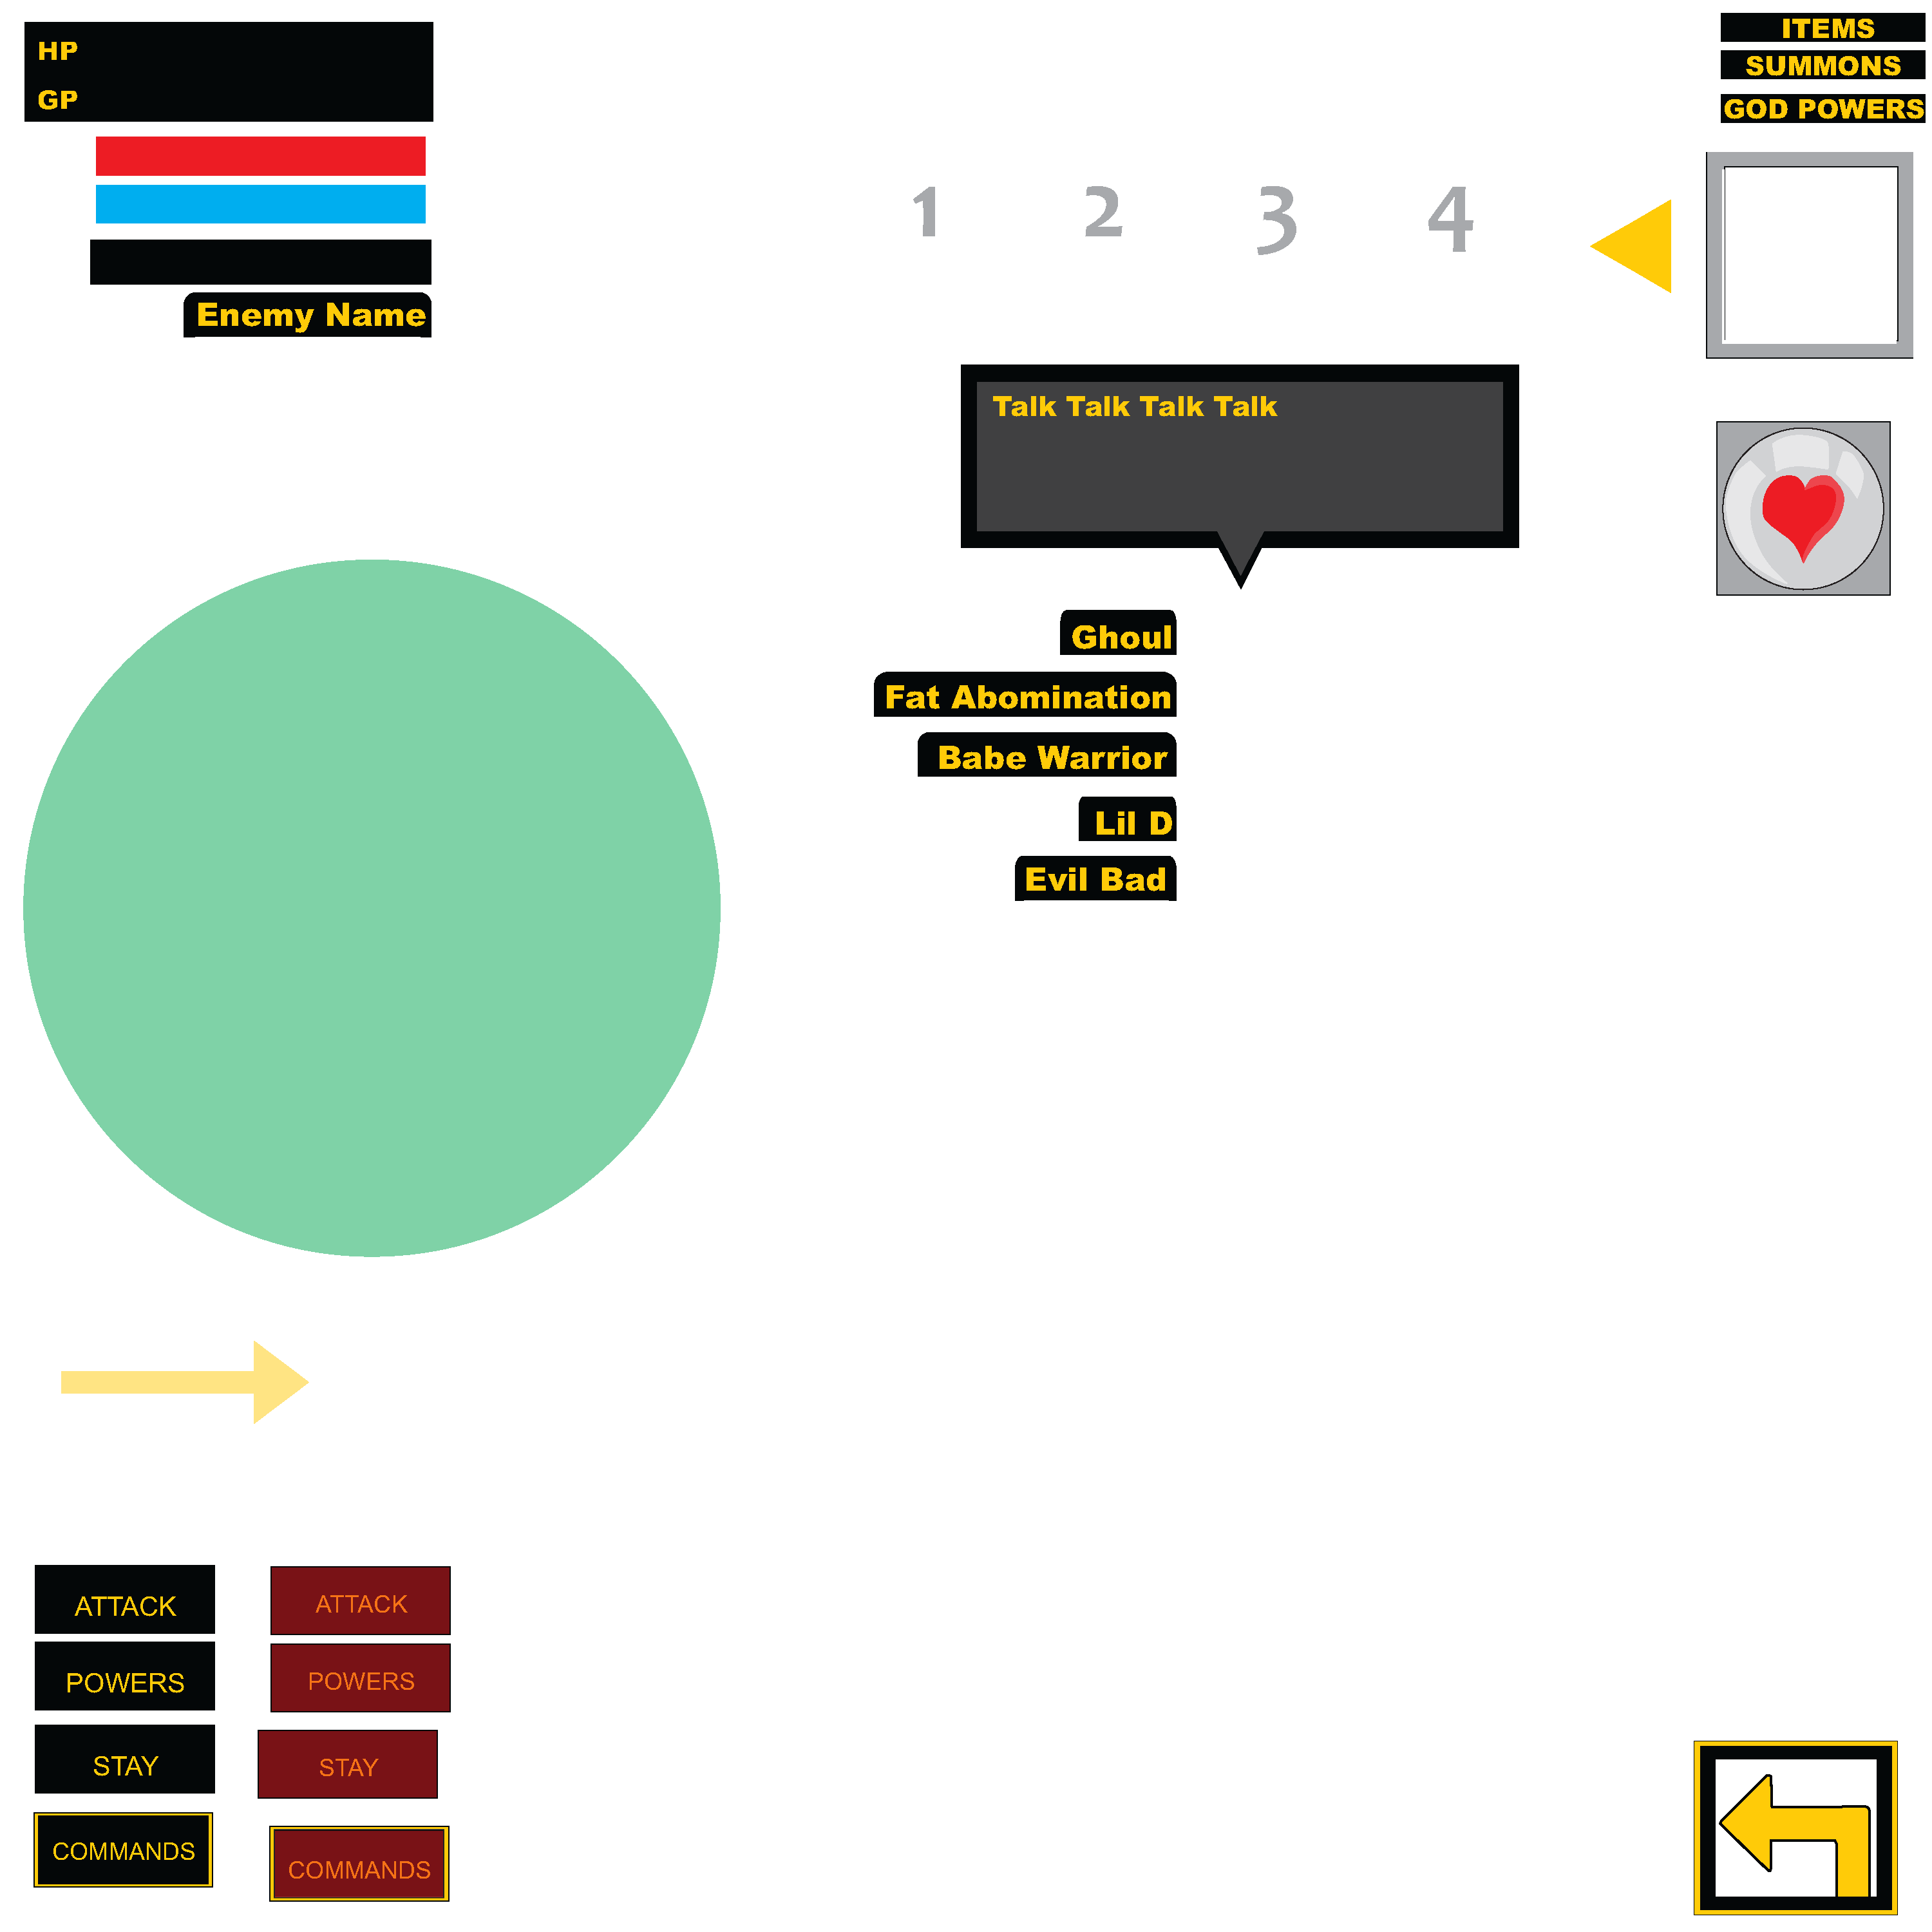 HP
GP
Enemy Name
1 2 3 4
ITEMS
SUMMONS
GOD POWERS
Talk Talk Talk Talk
Ghoul
Fat Abomination
Babe Warrior
Lil D
Evil Bad
ATTACK
POWERS
STAY
COMMANDS
ATTACK
POWERS
STAY
COMMANDS